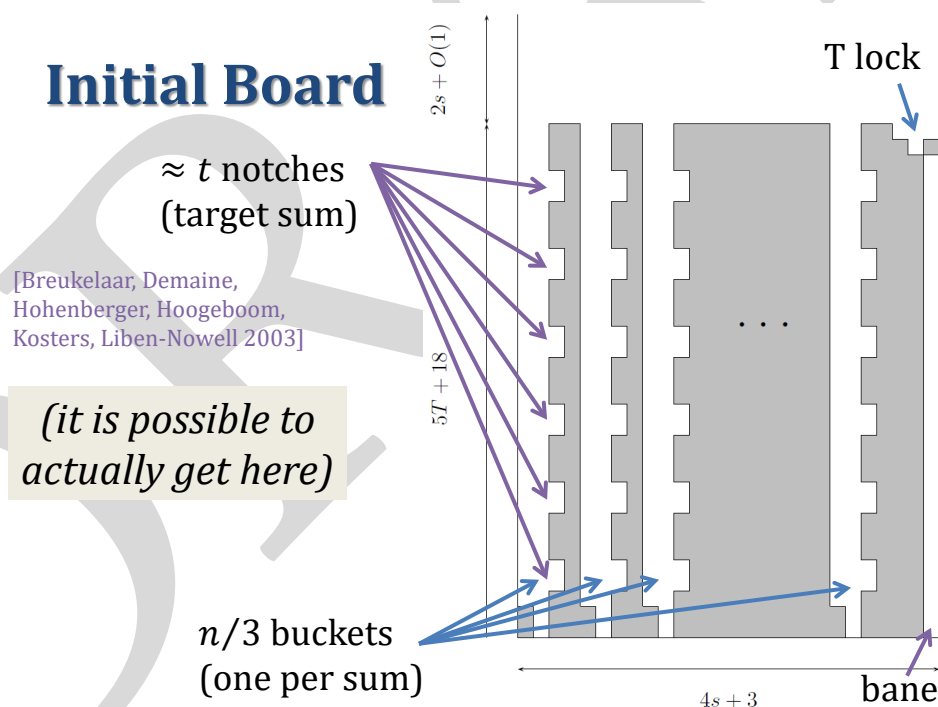 Initial Board
≈ t notches
(target sum)
[Breukelaar, Demaine,
Hohenberger, Hoogeboom,
Kosters, Liben-Nowell 2003]
(it is possible to
actually get here)
n/3 buckets
(one per sum)
2s + O(1)
5T + 18
T lock
. . .
4s + 3
bane